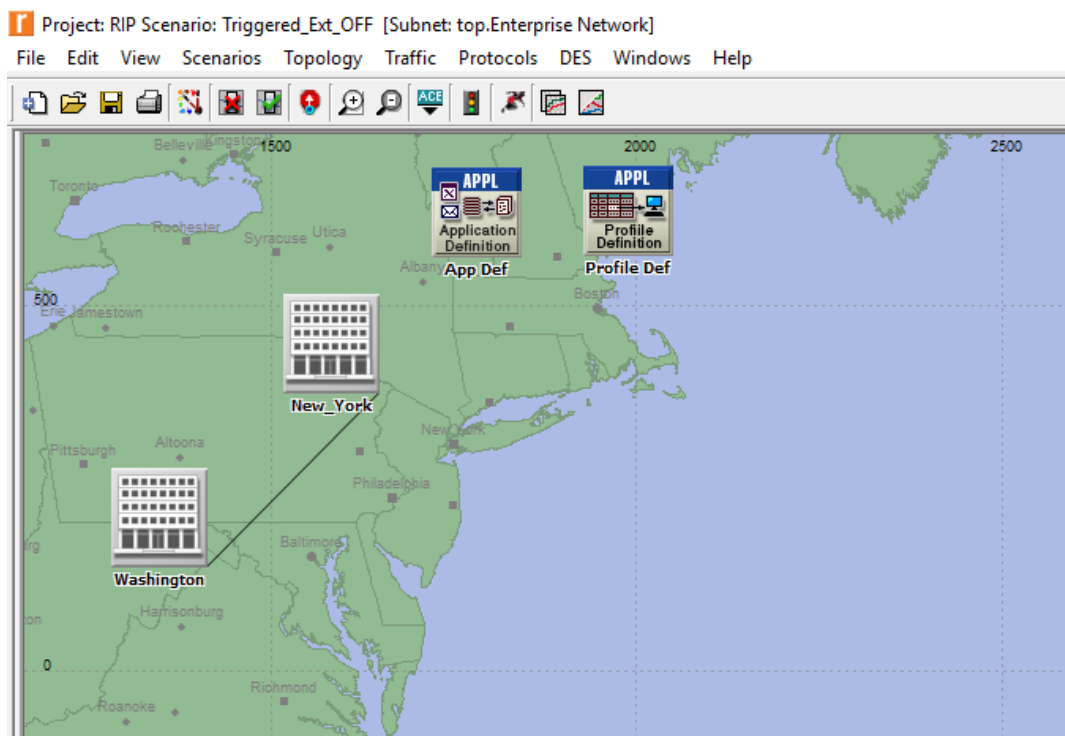 Project: RIP Scenario: Triggered_Ext_OFF [Subnet: top.Enterprise Network]
File Edit View Scenarios Topology Traffic Protocols DES Windows Help
ACE
1500
2000
2500
Belleville
Kingston
Toronto
Rochester
Syracuse
Utica
Albany
APPL
Application
Definition
App Def
APPL
Profiile
Definition
Profile Def
500
Erie
Jamestown
Boston
New_York
New York
Pittsburgh
Altoona
Philadelphia
Washington
Baltimore
Harrisonburg
0
Richmond
Roanoke